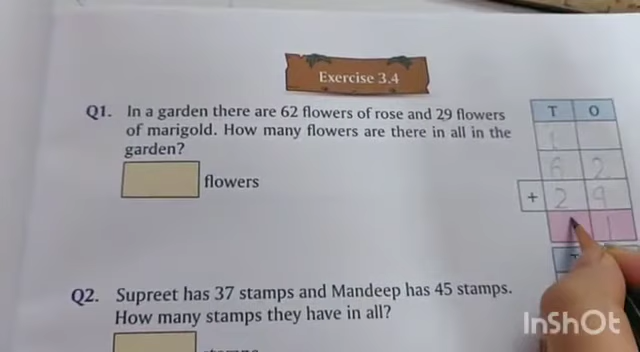 Exercise 3.4
Q1. In a garden there are 62 flowers of rose and 29 flowers
of marigold. How many flowers are there in all in the
garden?
flowers
T O
1
6 2
+ 2 9
1
Q2. Supreet has 37 stamps and Mandeep has 45 stamps.
How many stamps they have in all?
InShOt